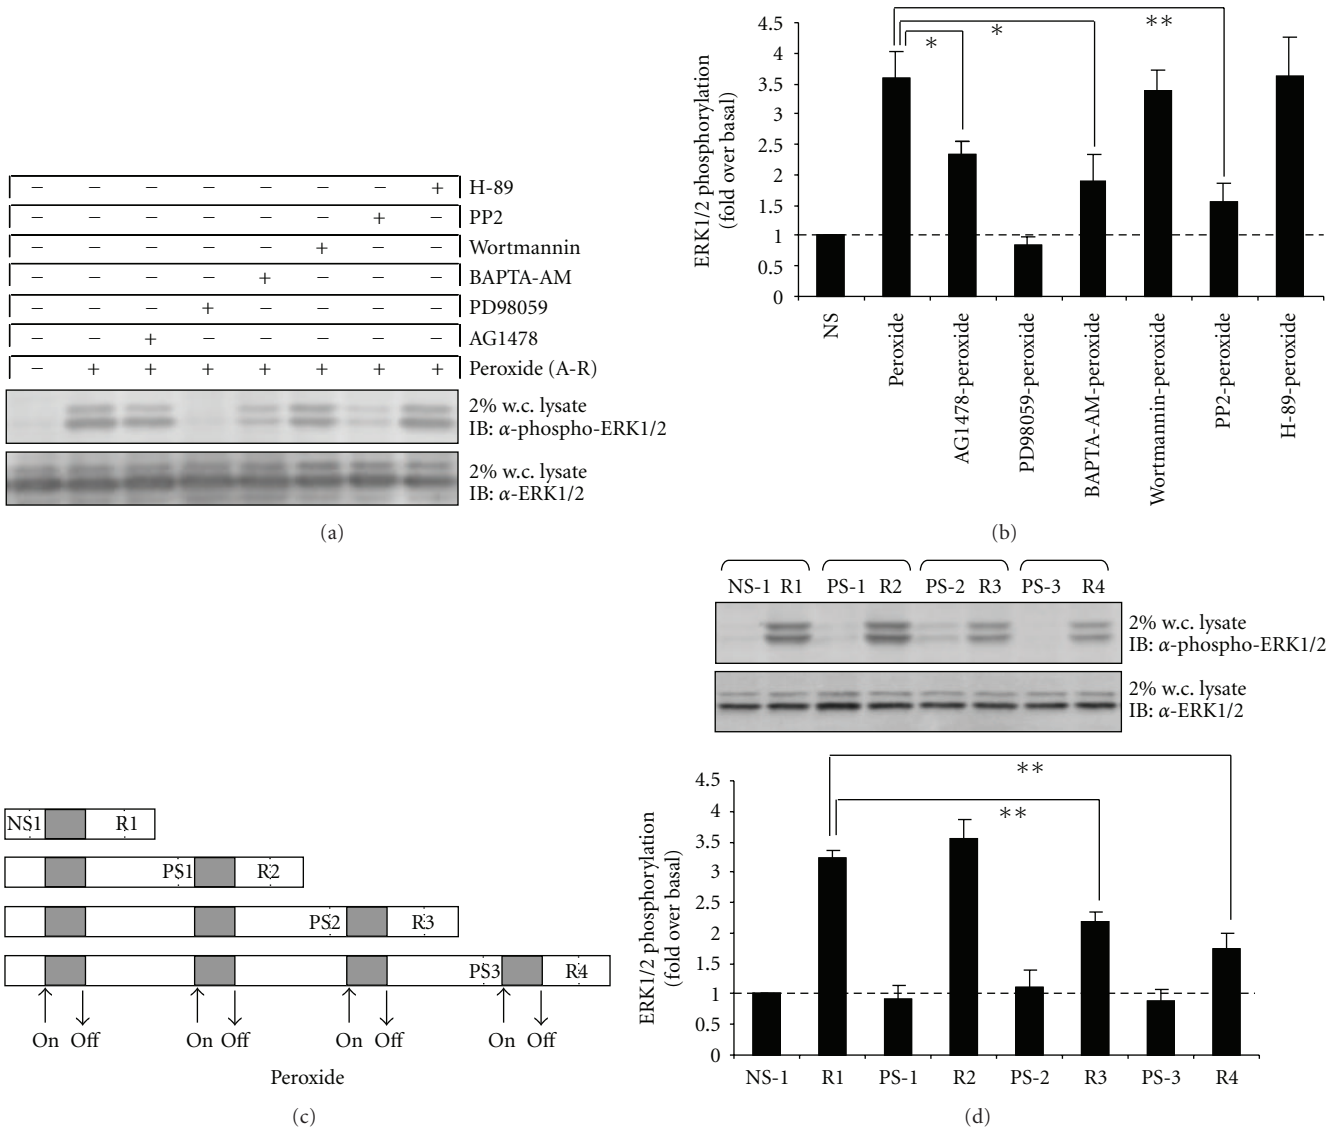 − − − − − − − + H-89
− − − − − − + − PP2
− − − − − + − − Wortmannin
− − − − + − − − BAPTA-AM
− − − + − − − − PD98059
− − + − − − − − AG1478
− + + + + + + + Peroxide (A-R)
2% w.c. lysate
IB: α-phospho-ERK1/2
2% w.c. lysate
IB: α-ERK1/2
(a)
ERK1/2 phosphorylation
(fold over basal)
4.5
4
3.5
3
2.5
2
1.5
1
0.5
0
*
*
**
NS
Peroxide
AG1478-peroxide
PD98059-peroxide
BAPTA-AM-peroxide
Wortmannin-peroxide
PP2-peroxide
H-89-peroxide
(b)
NS1 R1
PS1 R2
PS2 R3
PS3 R4
On Off On Off On Off On Off
Peroxide
(c)
NS-1 R1 PS-1 R2 PS-2 R3 PS-3 R4
2% w.c. lysate
IB: α-phospho-ERK1/2
2% w.c. lysate
IB: α-ERK1/2
ERK1/2 phosphorylation
(fold over basal)
4.5
4
3.5
3
2.5
2
1.5
1
0.5
0
**
**
NS-1 R1 PS-1 R2 PS-2 R3 PS-3 R4
(d)